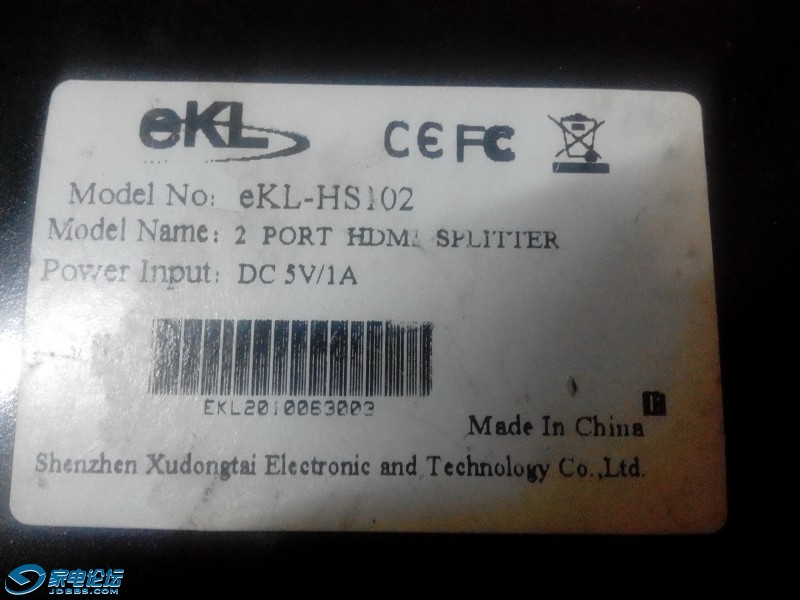 eKL CE FC
Model No: eKL-HS102
Model Name: 2 PORT HDMI SPLITTER
Power Input: DC 5V/1A
EKL2010063003
Made In China
Shenzhen Xudongtai Electronic and Technology Co.,Ltd.
家电论坛
JDBBS.COM